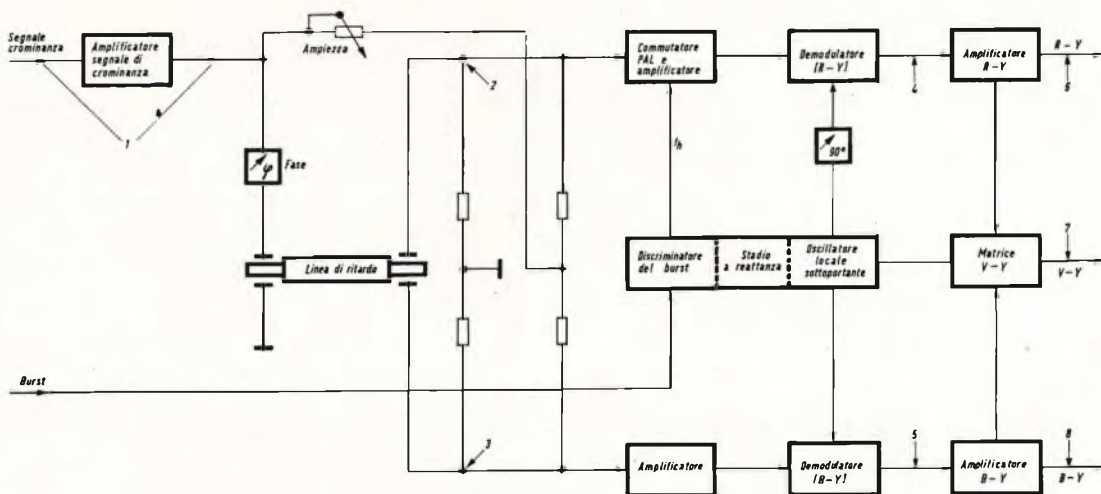 Segnale
crominanza
Amplificatore
segnale di
crominanza
1
Ampiezza
φ
Fase
Linea di ritardo
2
3
Commutatore
PAL e
amplificatore
Demodulatore
(R-Y)
4
Amplificatore
R-Y
R-Y
6
fh
90°
Discriminatore
del burst
Stadio
a reattanza
Oscillatore
locale
sottoportante
Matrice
V-Y
7
V-Y
Burst
Amplificatore
Demodulatore
(B-Y)
5
Amplificatore
B-Y
8
B-Y